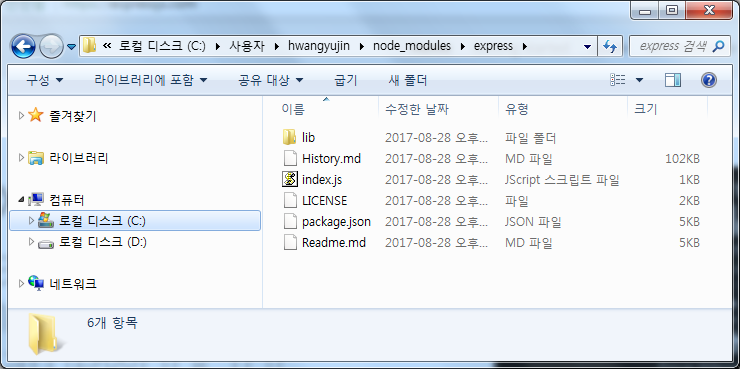 로컬 디스크 (C:) 사용자 hwangyujin node_modules express express 검색
구성 라이브러리에 포함 공유 대상 굽기 새 폴더
즐겨찾기
라이브러리
컴퓨터
로컬 디스크 (C:)
로컬 디스크 (D:)
네트워크
이름 수정한 날짜 유형 크기
lib 2017-08-28 오후... 파일 폴더
History.md 2017-08-28 오후... MD 파일 102KB
index.js 2017-08-28 오후... JScript 스크립트 파일 1KB
LICENSE 2017-08-28 오후... 파일 2KB
package.json 2017-08-28 오후... JSON 파일 5KB
Readme.md 2017-08-28 오후... MD 파일 5KB
6개 항목